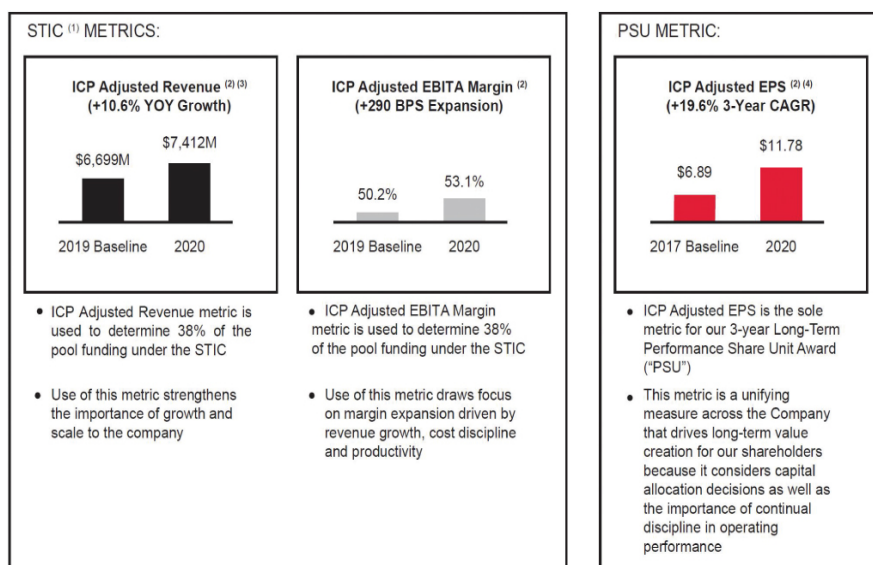 STIC (1) METRICS:
ICP Adjusted Revenue (2) (3)
(+10.6% YOY Growth)
$6,699M
$7,412M
2019 Baseline
2020
• ICP Adjusted Revenue metric is
used to determine 38% of the
pool funding under the STIC
• Use of this metric strengthens
the importance of growth and
scale to the company
ICP Adjusted EBITA Margin (2)
(+290 BPS Expansion)
50.2%
53.1%
2019 Baseline
2020
• ICP Adjusted EBITA Margin
metric is used to determine 38%
of the pool funding under the STIC
• Use of this metric draws focus
on margin expansion driven by
revenue growth, cost discipline
and productivity
PSU METRIC:
ICP Adjusted EPS (2) (4)
(+19.6% 3-Year CAGR)
$6.89
$11.78
2017 Baseline
2020
• ICP Adjusted EPS is the sole
metric for our 3-year Long-Term
Performance Share Unit Award
(“PSU”)
• This metric is a unifying
measure across the Company
that drives long-term value
creation for our shareholders
because it considers capital
allocation decisions as well as
the importance of continual
discipline in operating
performance